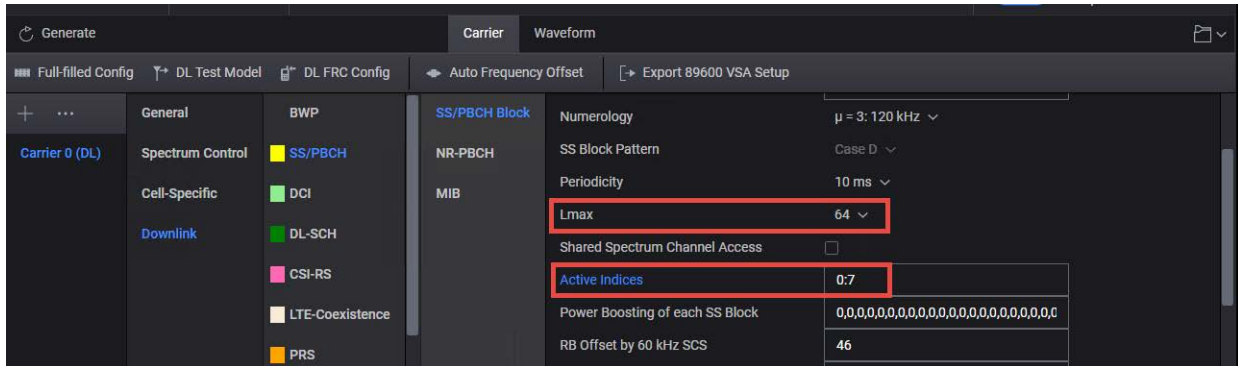 Generate
Carrier Waveform
Full-filled Config DL Test Model DL FRC Config Auto Frequency Offset Export 89600 VSA Setup
Carrier 0 (DL)
General
Spectrum Control
Cell-Specific
Downlink
BWP
SS/PBCH
DCI
DL-SCH
CSI-RS
LTE-Coexistence
PRS
SS/PBCH Block
NR-PBCH
MIB
Numerology μ = 3: 120 kHz
SS Block Pattern Case D
Periodicity 10 ms
Lmax 64
Shared Spectrum Channel Access
Active Indices 0:7
Power Boosting of each SS Block 0,0,0,0,0,0,0,0,0,0,0,0,0,0,0,0,0,0,0,0,0,0
RB Offset by 60 kHz SCS 46